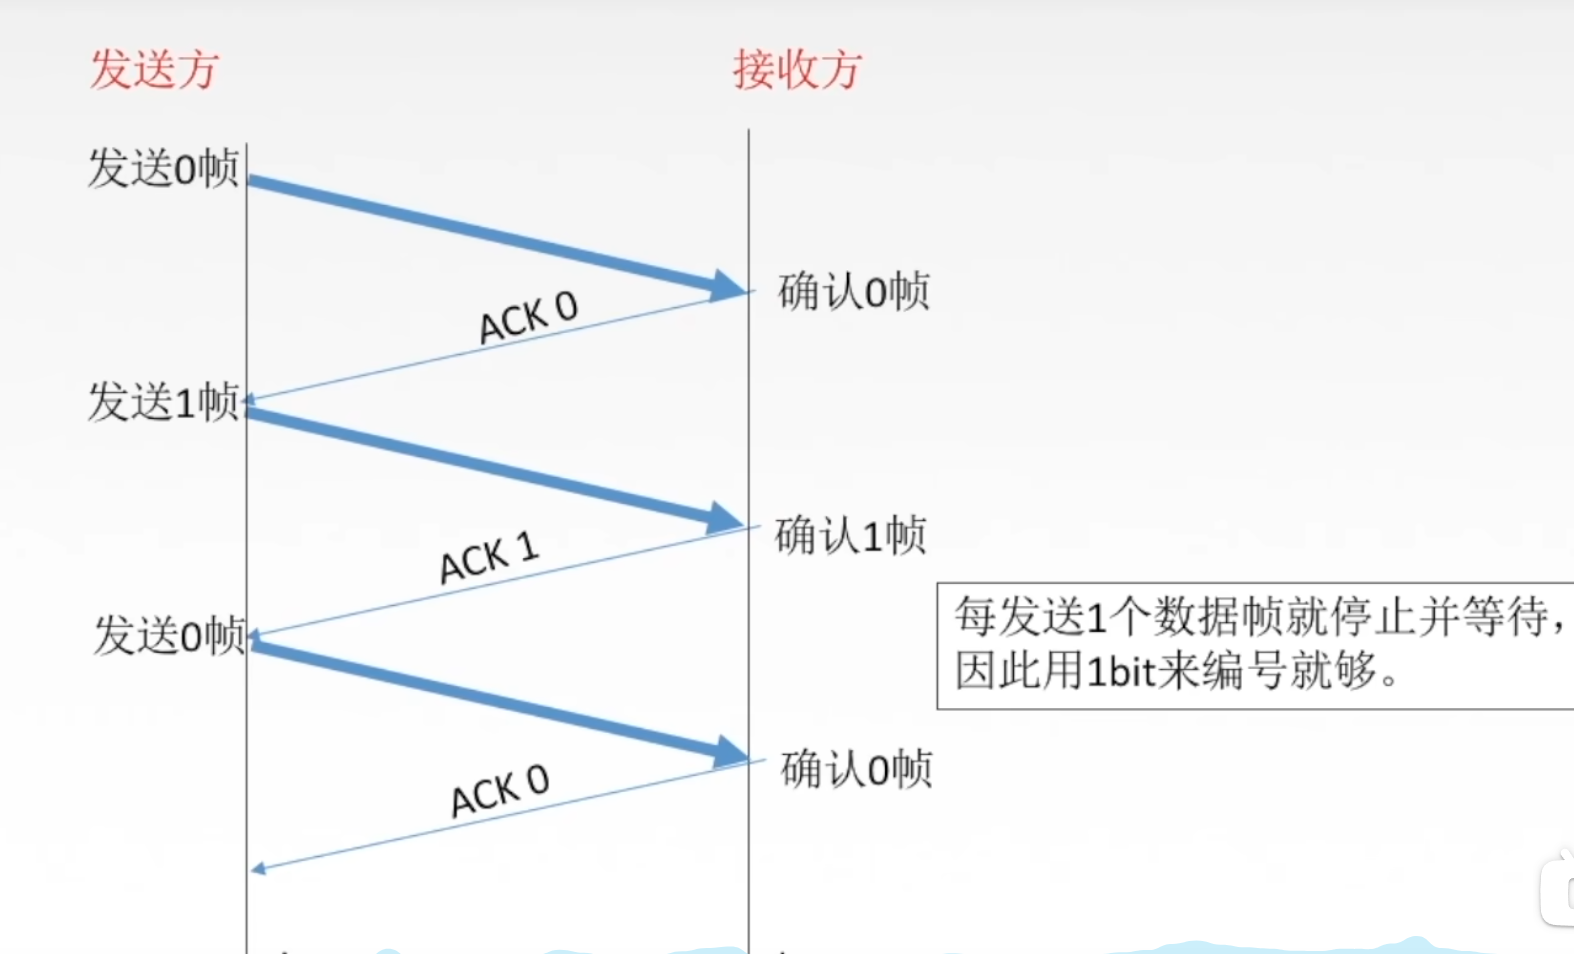 发送方
接收方
发送0帧
确认0帧
ACK 0
发送1帧
ACK 1
确认1帧
发送0帧
每发送1个数据帧就停止并等待，
因此用1bit来编号就够。
确认0帧
ACK 0